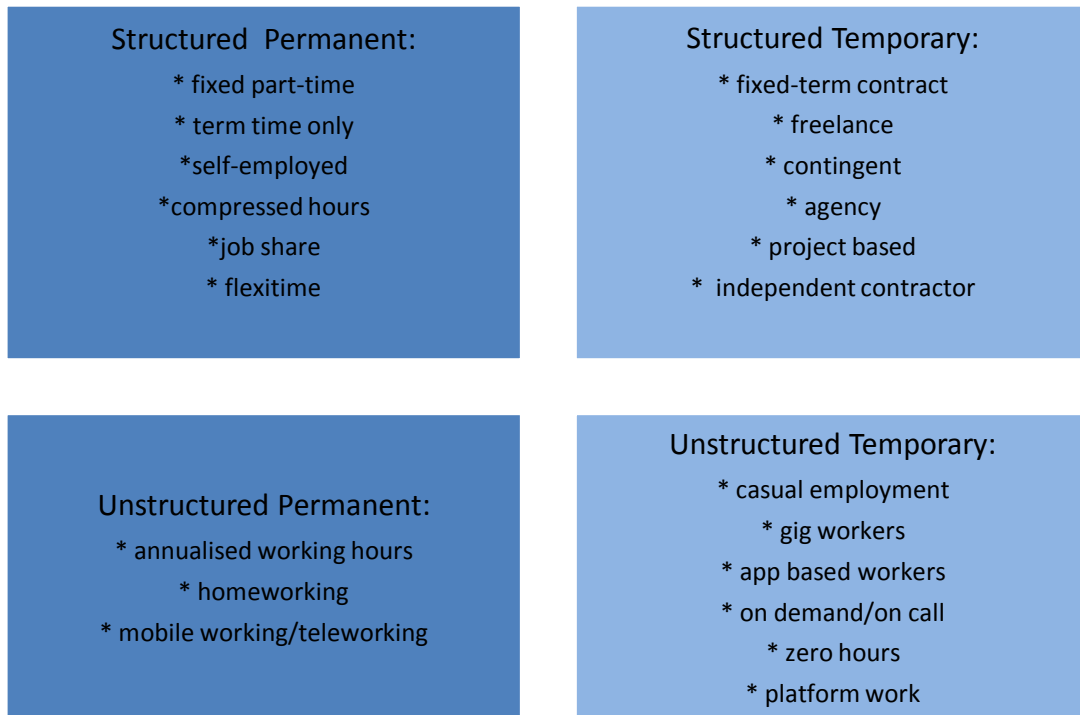 Structured  Permanent:
* fixed part-time
* term time only
*self-employed
*compressed hours
*job share
* flexitime
Structured Temporary:
* fixed-term contract
* freelance
* contingent
* agency
* project based
*  independent contractor
Unstructured Permanent:
* annualised working hours
* homeworking
* mobile working/teleworking
Unstructured Temporary:
* casual employment
* gig workers
* app based workers
* on demand/on call
* zero hours
* platform work